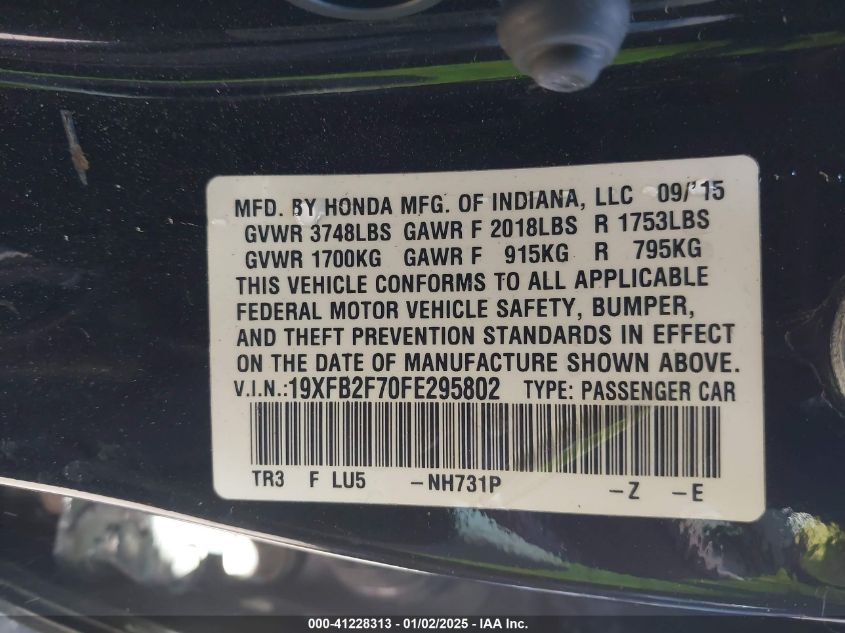 MFD. BY HONDA MFG. OF INDIANA, LLC 09/'15
GVWR 3748LBS GAWR F 2018LBS R 1753LBS
GVWR 1700KG GAWR F 915KG R 795KG
THIS VEHICLE CONFORMS TO ALL APPLICABLE
FEDERAL MOTOR VEHICLE SAFETY, BUMPER,
AND THEFT PREVENTION STANDARDS IN EFFECT
ON THE DATE OF MANUFACTURE SHOWN ABOVE.
V.I.N.:19XFB2F70FE295802 TYPE: PASSENGER CAR
TR3 F LU5 -NH731P -Z -E
000-41228313 - 01/02/2025 - © IAA Inc.